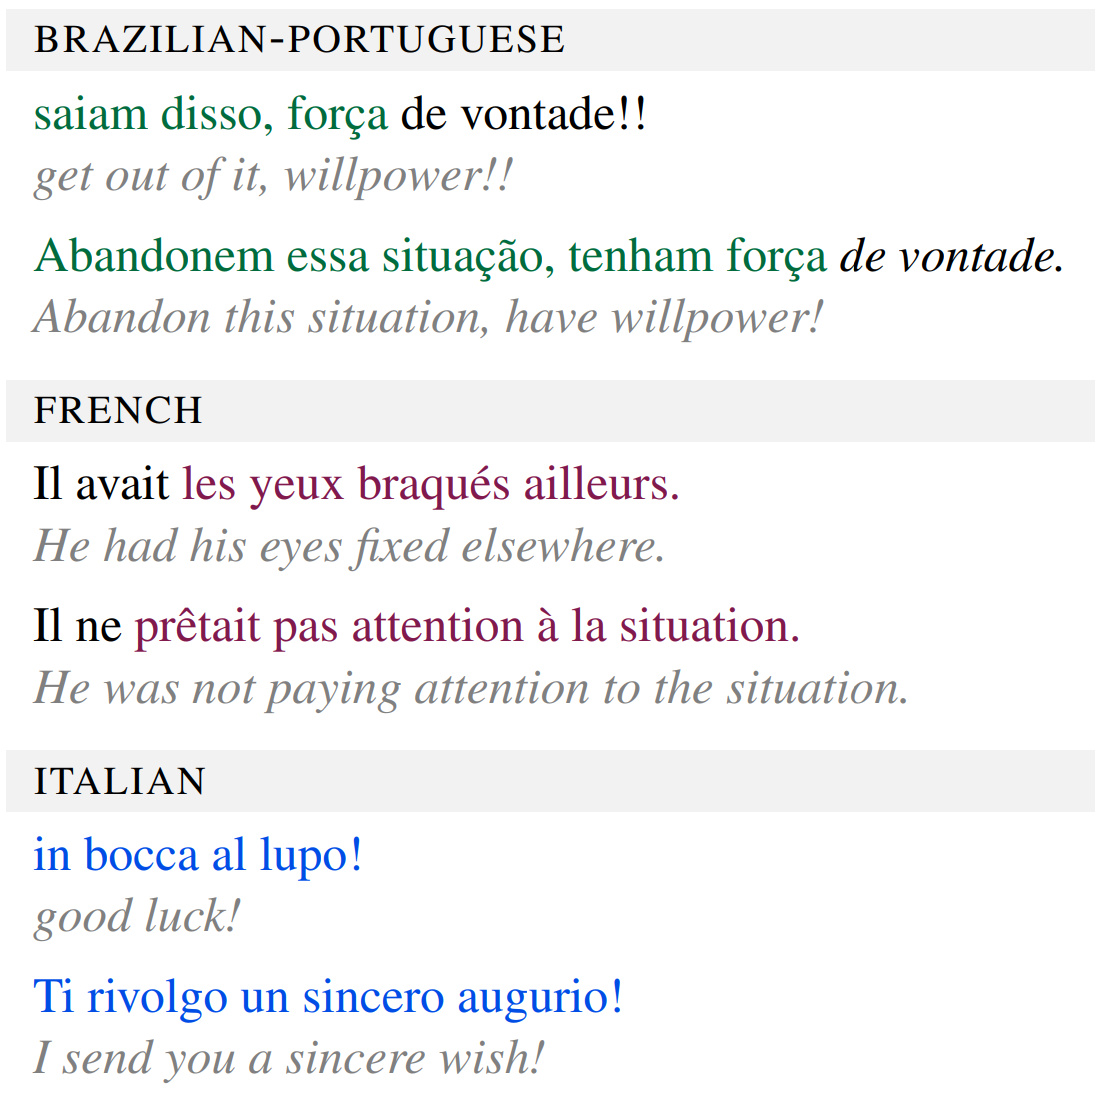 BRAZILIAN-PORTUGUESE
saiam disso, força de vontade!!
get out of it, willpower!!
Abandonem essa situação, tenham força de vontade.
Abandon this situation, have willpower!
FRENCH
Il avait les yeux braqués ailleurs.
He had his eyes fixed elsewhere.
Il ne prêtait pas attention à la situation.
He was not paying attention to the situation.
ITALIAN
in bocca al lupo!
good luck!
Ti rivolgo un sincero augurio!
I send you a sincere wish!